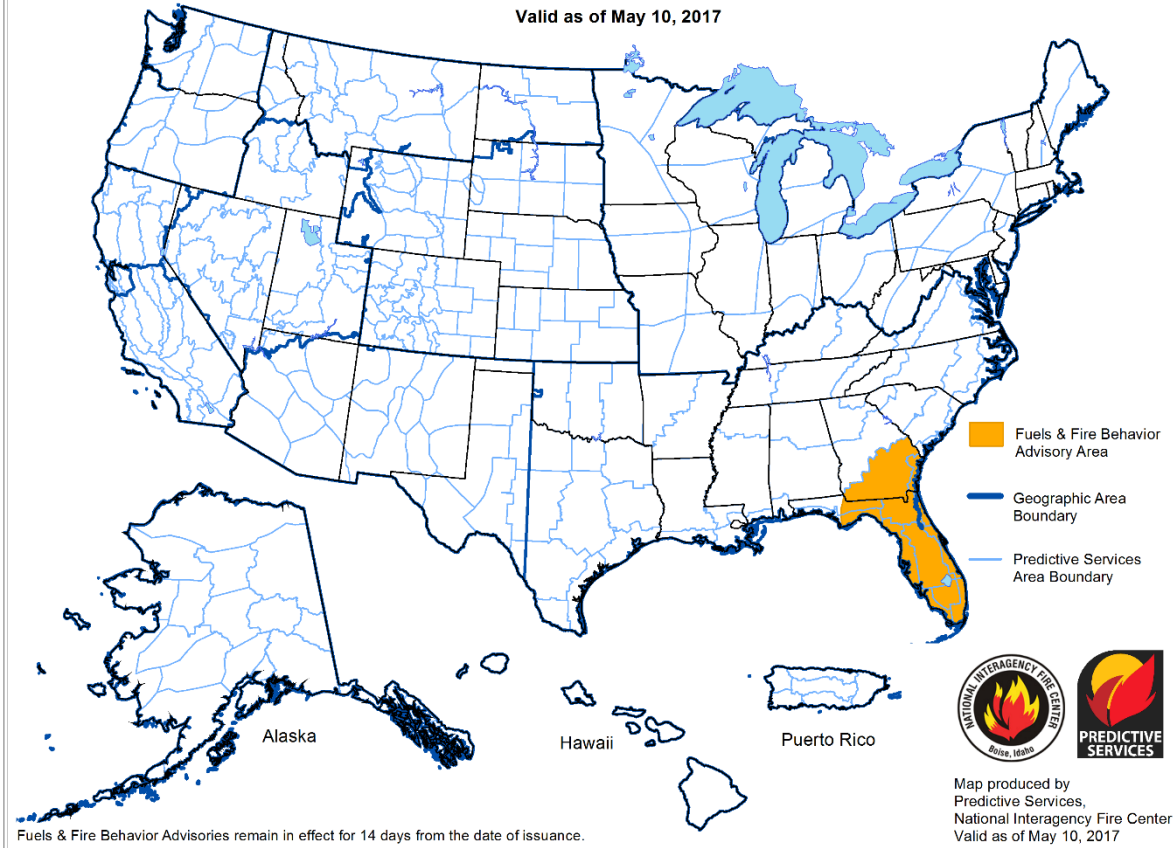 Valid as of May 10, 2017
Fuels & Fire Behavior
Advisory Area
Geographic Area
Boundary
Predictive Services
Area Boundary
Alaska
Hawaii
Puerto Rico
NATIONAL INTERAGENCY FIRE CENTER
Boise, Idaho
PREDICTIVE
SERVICES
Map produced by
Predictive Services,
National Interagency Fire Center
Valid as of May 10, 2017
Fuels & Fire Behavior Advisories remain in effect for 14 days from the date of issuance.